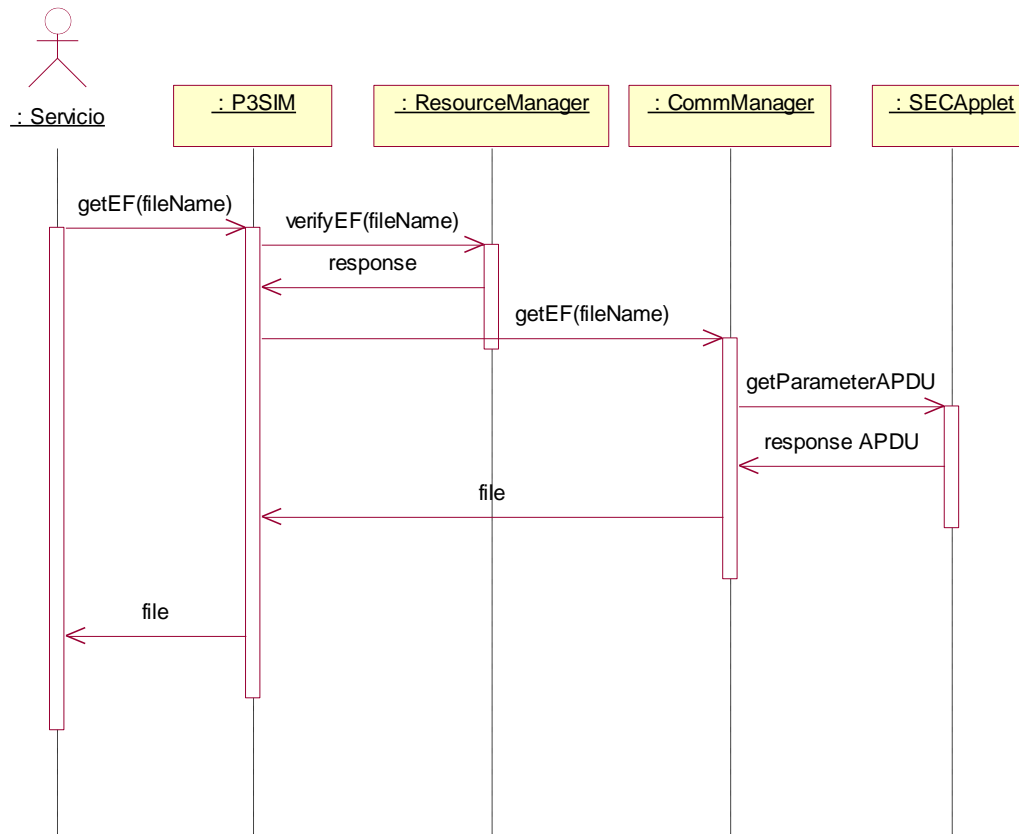 : Servicio
: P3SIM
: ResourceManager
: CommManager
: SECApplet
getEF(fileName)
verifyEF(fileName)
response
getEF(fileName)
getParameterAPDU
response APDU
file
file